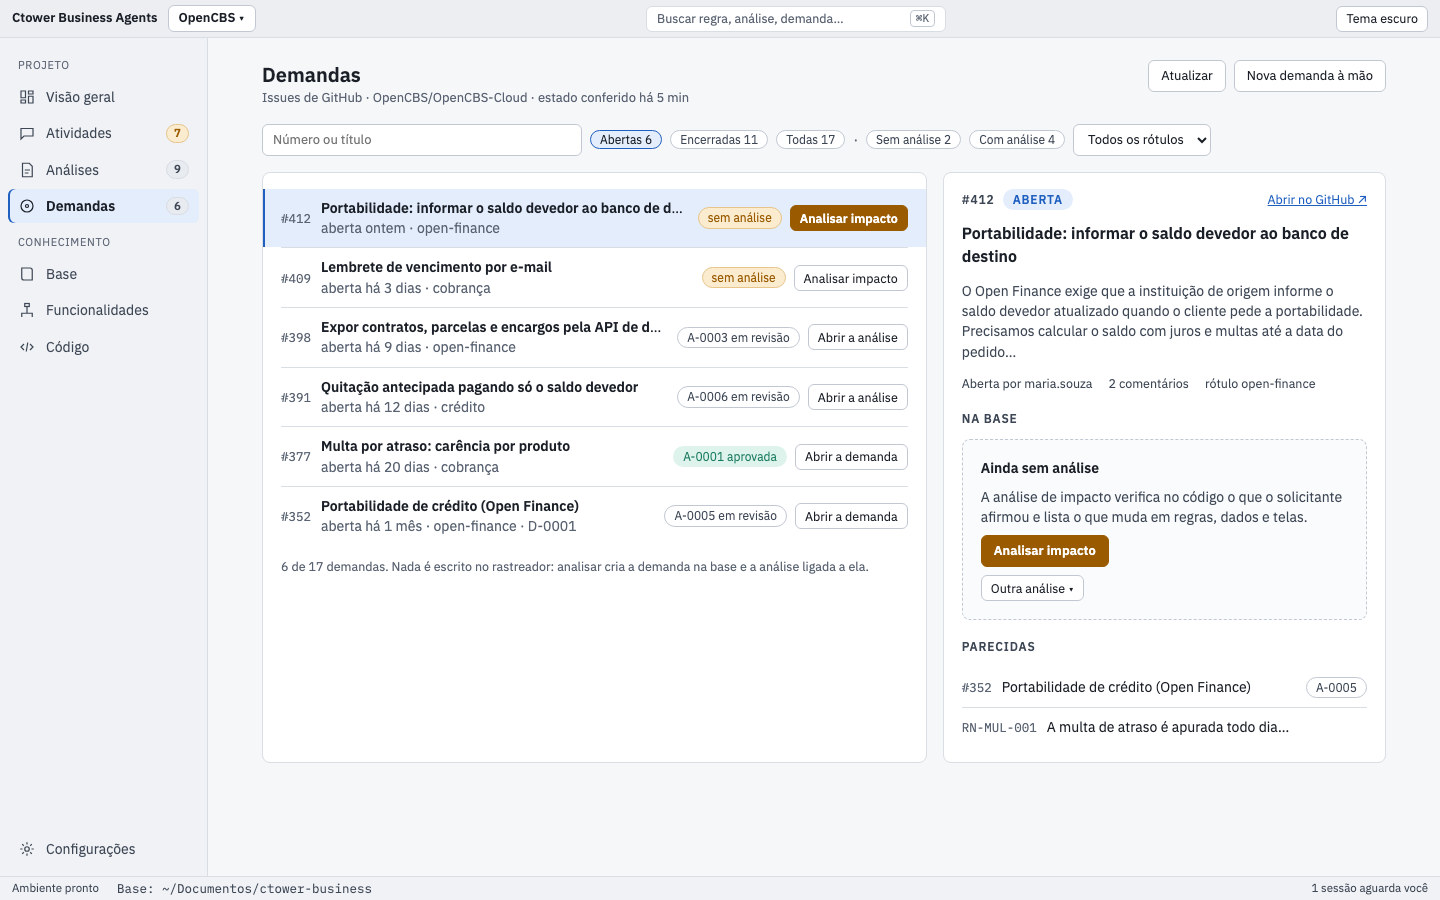 Ctower Business Agents
OpenCBS ▾
Buscar regra, análise, demanda...
⌘K
Tema escuro
PROJETO
Visão geral
Atividades 7
Análises 9
Demandas 6
CONHECIMENTO
Base
Funcionalidades
Código
Configurações
Demandas
Issues de GitHub · OpenCBS/OpenCBS-Cloud · estado conferido há 5 min
Atualizar
Nova demanda à mão
Número ou título
Abertas 6
Encerradas 11
Todas 17
·
Sem análise 2
Com análise 4
Todos os rótulos
#412 Portabilidade: informar o saldo devedor ao banco de d...
aberta ontem · open-finance
sem análise
Analisar impacto
#409 Lembrete de vencimento por e-mail
aberta há 3 dias · cobrança
sem análise
Analisar impacto
#398 Expor contratos, parcelas e encargos pela API de d...
aberta há 9 dias · open-finance
A-0003 em revisão
Abrir a análise
#391 Quitação antecipada pagando só o saldo devedor
aberta há 12 dias · crédito
A-0006 em revisão
Abrir a análise
#377 Multa por atraso: carência por produto
aberta há 20 dias · cobrança
A-0001 aprovada
Abrir a demanda
#352 Portabilidade de crédito (Open Finance)
aberta há 1 mês · open-finance · D-0001
A-0005 em revisão
Abrir a demanda
6 de 17 demandas. Nada é escrito no rastreador: analisar cria a demanda na base e a análise ligada a ela.
#412 ABERTA
Abrir no GitHub ↗
Portabilidade: informar o saldo devedor ao banco de
destino
O Open Finance exige que a instituição de origem informe o
saldo devedor atualizado quando o cliente pede a portabilidade.
Precisamos calcular o saldo com juros e multas até a data do
pedido...
Aberta por maria.souza 2 comentários rótulo open-finance
NA BASE
Ainda sem análise
A análise de impacto verifica no código o que o solicitante
afirmou e lista o que muda em regras, dados e telas.
Analisar impacto
Outra análise ▾
PARECIDAS
#352 Portabilidade de crédito (Open Finance) A-0005
RN-MUL-001 A multa de atraso é apurada todo dia...
Ambiente pronto
Base: ~/Documentos/ctower-business
1 sessão aguarda você